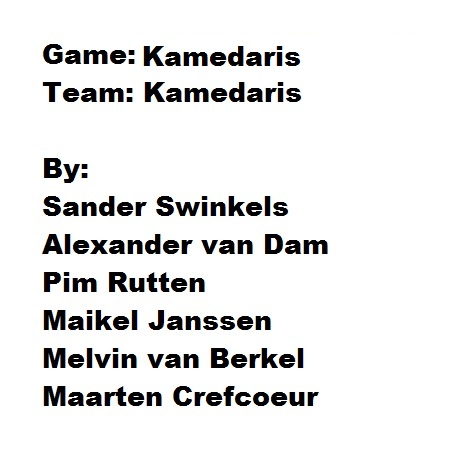 Game: Kamedaris
Team: Kamedaris
By:
Sander Swinkels
Alexander van Dam
Pim Rutten
Maikel Janssen
Melvin van Berkel
Maarten Crefcoeur